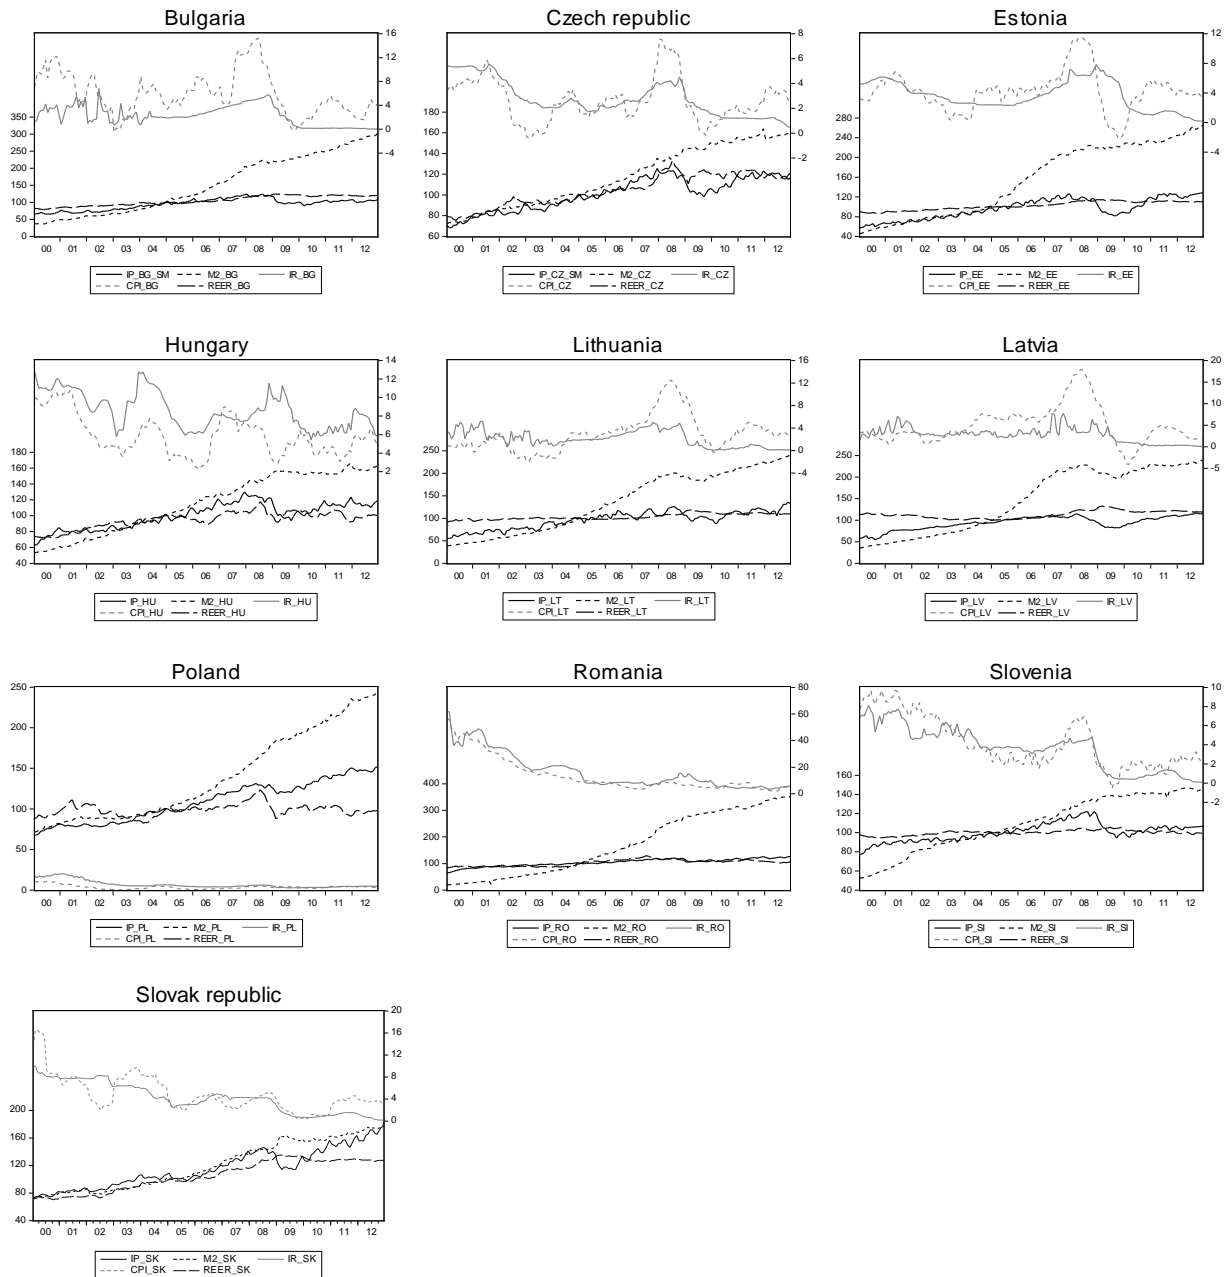 Bulgaria
16
12
8
4
0
-4
350
300
250
200
150
100
50
0
00 01 02 03 04 05 06 07 08 09 10 11 12
IP_BG_SM M2_BG IR_BG
CPI_BG REER_BG
Czech republic
8
6
4
2
0
-2
180
160
140
120
100
80
60
00 01 02 03 04 05 06 07 08 09 10 11 12
IP_CZ_SM M2_CZ IR_CZ
CPI_CZ REER_CZ
Estonia
12
8
4
0
-4
280
240
200
160
120
80
40
00 01 02 03 04 05 06 07 08 09 10 11 12
IP_EE M2_EE IR_EE
CPI_EE REER_EE
Hungary
14
12
10
8
6
4
2
180
160
140
120
100
80
60
40
00 01 02 03 04 05 06 07 08 09 10 11 12
IP_HU M2_HU IR_HU
CPI_HU REER_HU
Lithuania
16
12
8
4
0
-4
250
200
150
100
50
0
00 01 02 03 04 05 06 07 08 09 10 11 12
IP_LT M2_LT IR_LT
CPI_LT REER_LT
Latvia
20
15
10
5
0
-5
250
200
150
100
50
0
00 01 02 03 04 05 06 07 08 09 10 11 12
IP_LV M2_LV IR_LV
CPI_LV REER_LV
Poland
250
200
150
100
50
0
00 01 02 03 04 05 06 07 08 09 10 11 12
IP_PL M2_PL IR_PL
CPI_PL REER_PL
Romania
80
60
40
20
0
400
300
200
100
0
00 01 02 03 04 05 06 07 08 09 10 11 12
IP_RO M2_RO IR_RO
CPI_RO REER_RO
Slovenia
10
8
6
4
2
0
-2
160
140
120
100
80
60
40
00 01 02 03 04 05 06 07 08 09 10 11 12
IP_SI M2_SI IR_SI
CPI_SI REER_SI
Slovak republic
20
16
12
8
4
0
200
160
120
80
40
00 01 02 03 04 05 06 07 08 09 10 11 12
IP_SK M2_SK IR_SK
CPI_SK REER_SK